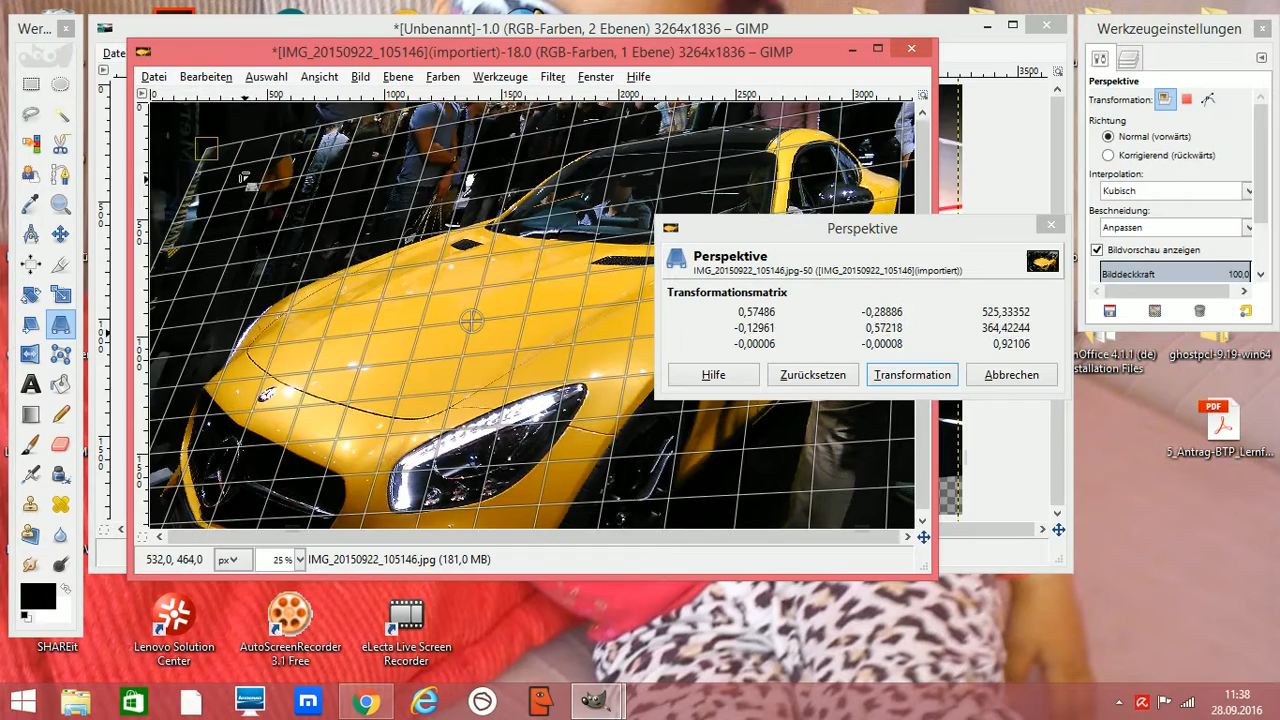 Wer...
*[Unbenannt]-1.0 (RGB-Farben, 2 Ebenen) 3264x1836 – GIMP
Date
3500
*[IMG_20150922_105146](importiert)-18.0 (RGB-Farben, 1 Ebene) 3264x1836 – GIMP
Datei Bearbeiten Auswahl Ansicht Bild Ebene Farben Werkzeuge Filter Fenster Hilfe
0 500 1000 1500 2000 2500 3000
Werkzeugeinstellungen
Perspektive
Transformation:
Richtung
Normal (vorwärts)
Korrigierend (rückwärts)
Interpolation:
Kubisch
Beschneidung:
Anpassen
Bildvorschau anzeigen
Bilddeckkraft 100,0
Perspektive
Perspektive
IMG_20150922_105146.jpg-50 ([IMG_20150922_105146](importiert))
Transformationsmatrix
0,57486 -0,28886 525,33352
-0,12961 0,57218 364,42244
-0,00006 -0,00008 0,92106
Hilfe Zurücksetzen Transformation Abbrechen
532,0, 464,0 px 25 % IMG_20150922_105146.jpg (181,0 MB)
nOffice 4.1.1 (de)
stallation Files
ghostpcl-9.19-win64
PDF
5_Antrag-BTP_Lernf...
SHAREit
Lenovo Solution
Center
AutoScreenRecorder
3.1 Free
eLecta Live Screen
Recorder
11:38
28.09.2016